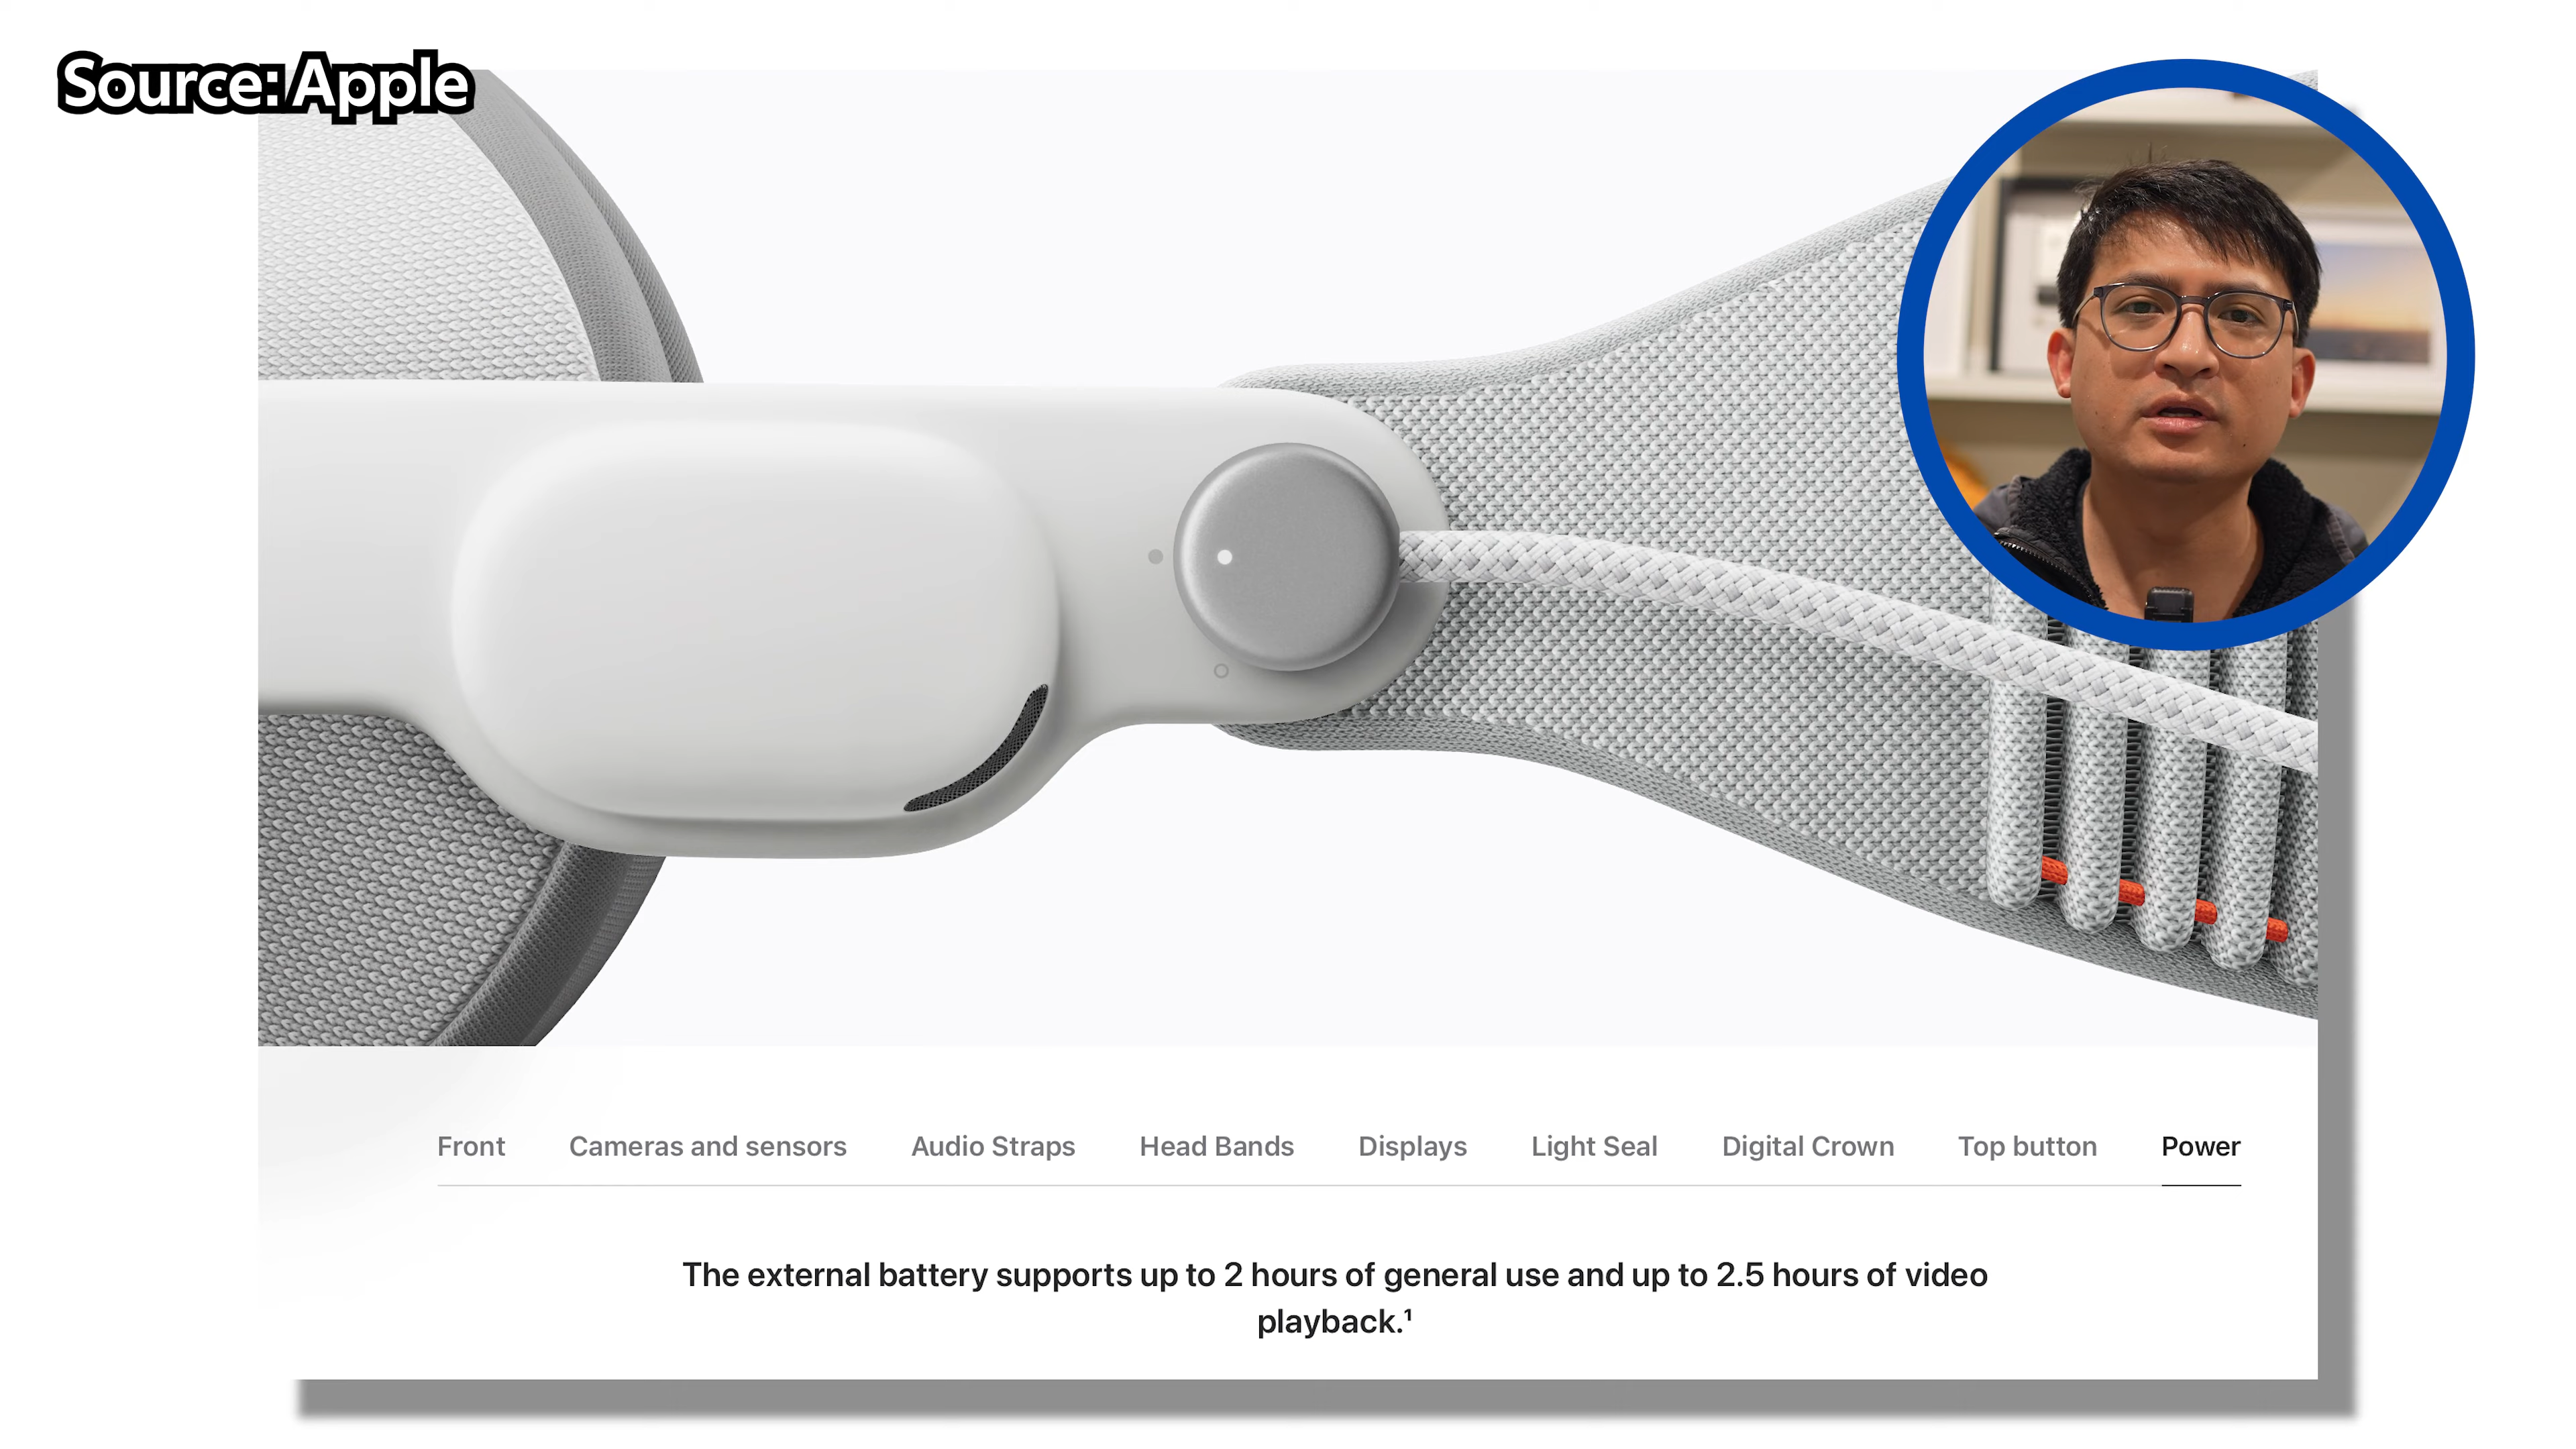 Source: Apple
Front Cameras and sensors Audio Straps Head Bands Displays Light Seal Digital Crown Top button Power
The external battery supports up to 2 hours of general use and up to 2.5 hours of video
playback.¹